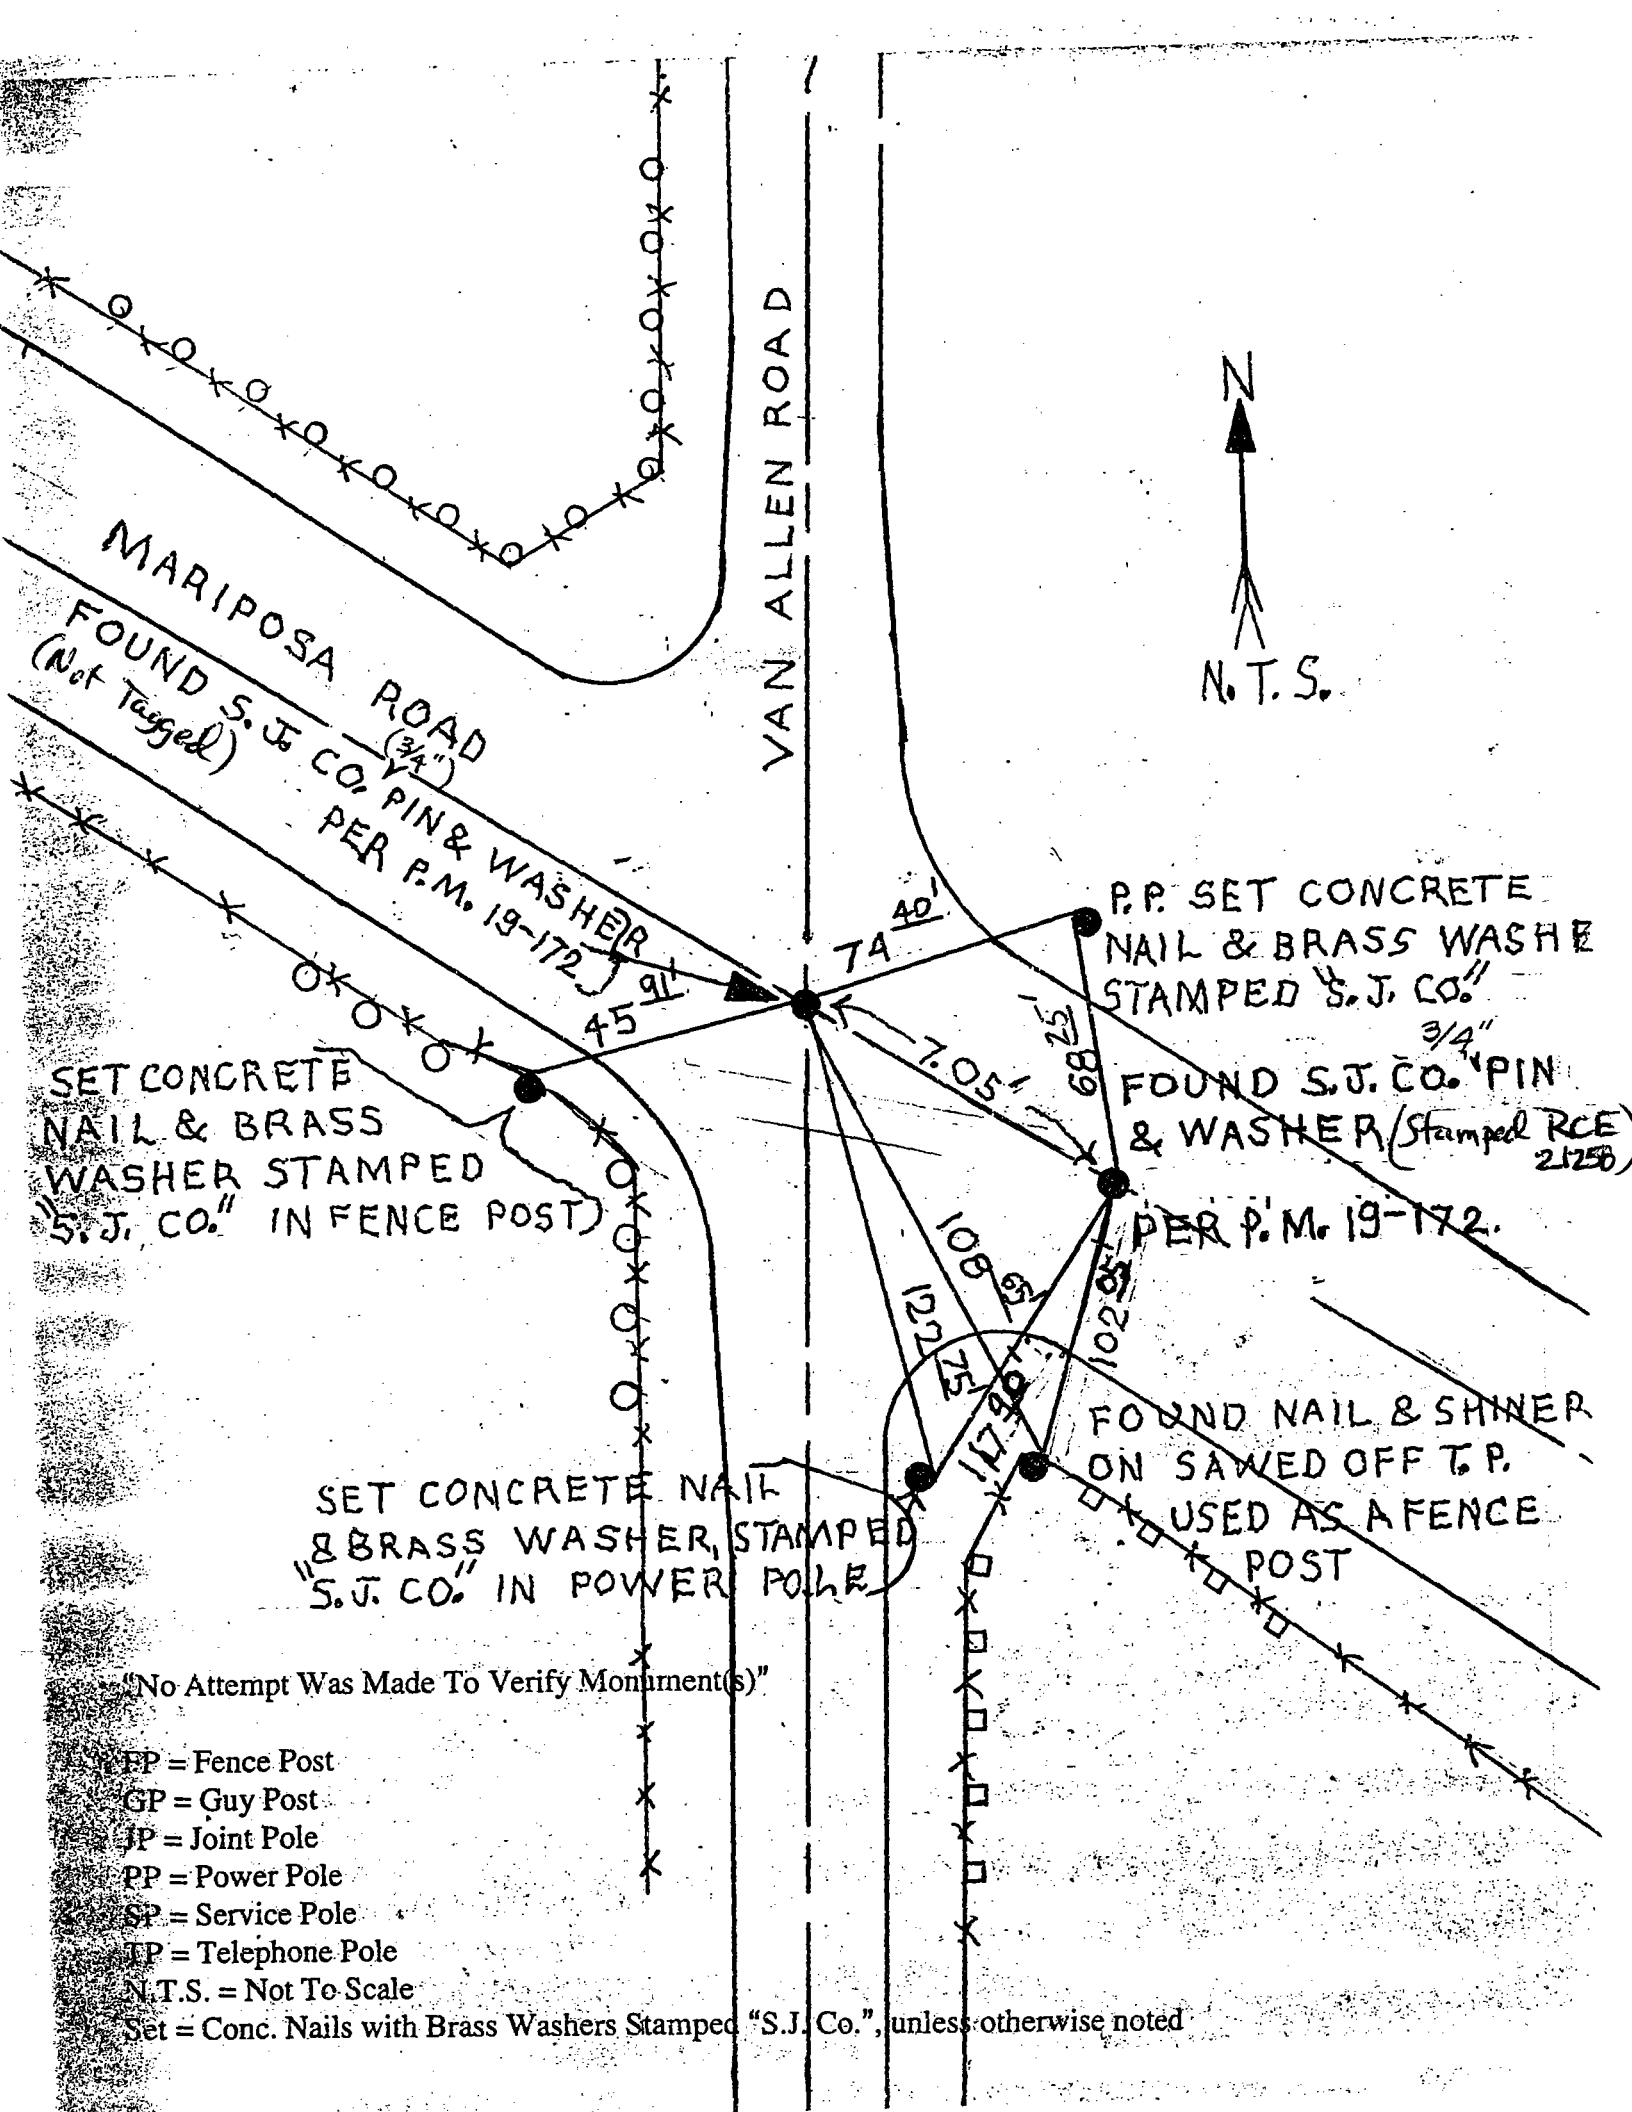 VAN ALLEN ROAD
N
N.T.S.
MARIPOSA ROAD
FOUND S.J. CO. PIN & WASHER
(3/4")
(Not Tagged)
PER P.M. 19-172
74 40'
45 91'
P.P. SET CONCRETE
NAIL & BRASS WASHE
STAMPED "S.J. CO."
68 25'
7.05'
3/4"
FOUND S.J. CO. PIN
& WASHER (Stamped RCE
21258)
PER P.M. 19-172.
SET CONCRETE
NAIL & BRASS
WASHER STAMPED
"S.J. CO." IN FENCE POST
108 65'
122 75'
102 05'
117 90'
FOUND NAIL & SHINER
ON SAWED OFF T.P.
USED AS A FENCE
POST
SET CONCRETE NAIL
& BRASS WASHER, STAMPED
"S.J. CO." IN POWER POLE
"No Attempt Was Made To Verify Monument(s)"
FP = Fence Post
GP = Guy Post
JP = Joint Pole
PP = Power Pole
SP = Service Pole
TP = Telephone Pole
N.T.S. = Not To Scale
Set = Conc. Nails with Brass Washers Stamped "S.J. Co.", unless otherwise noted